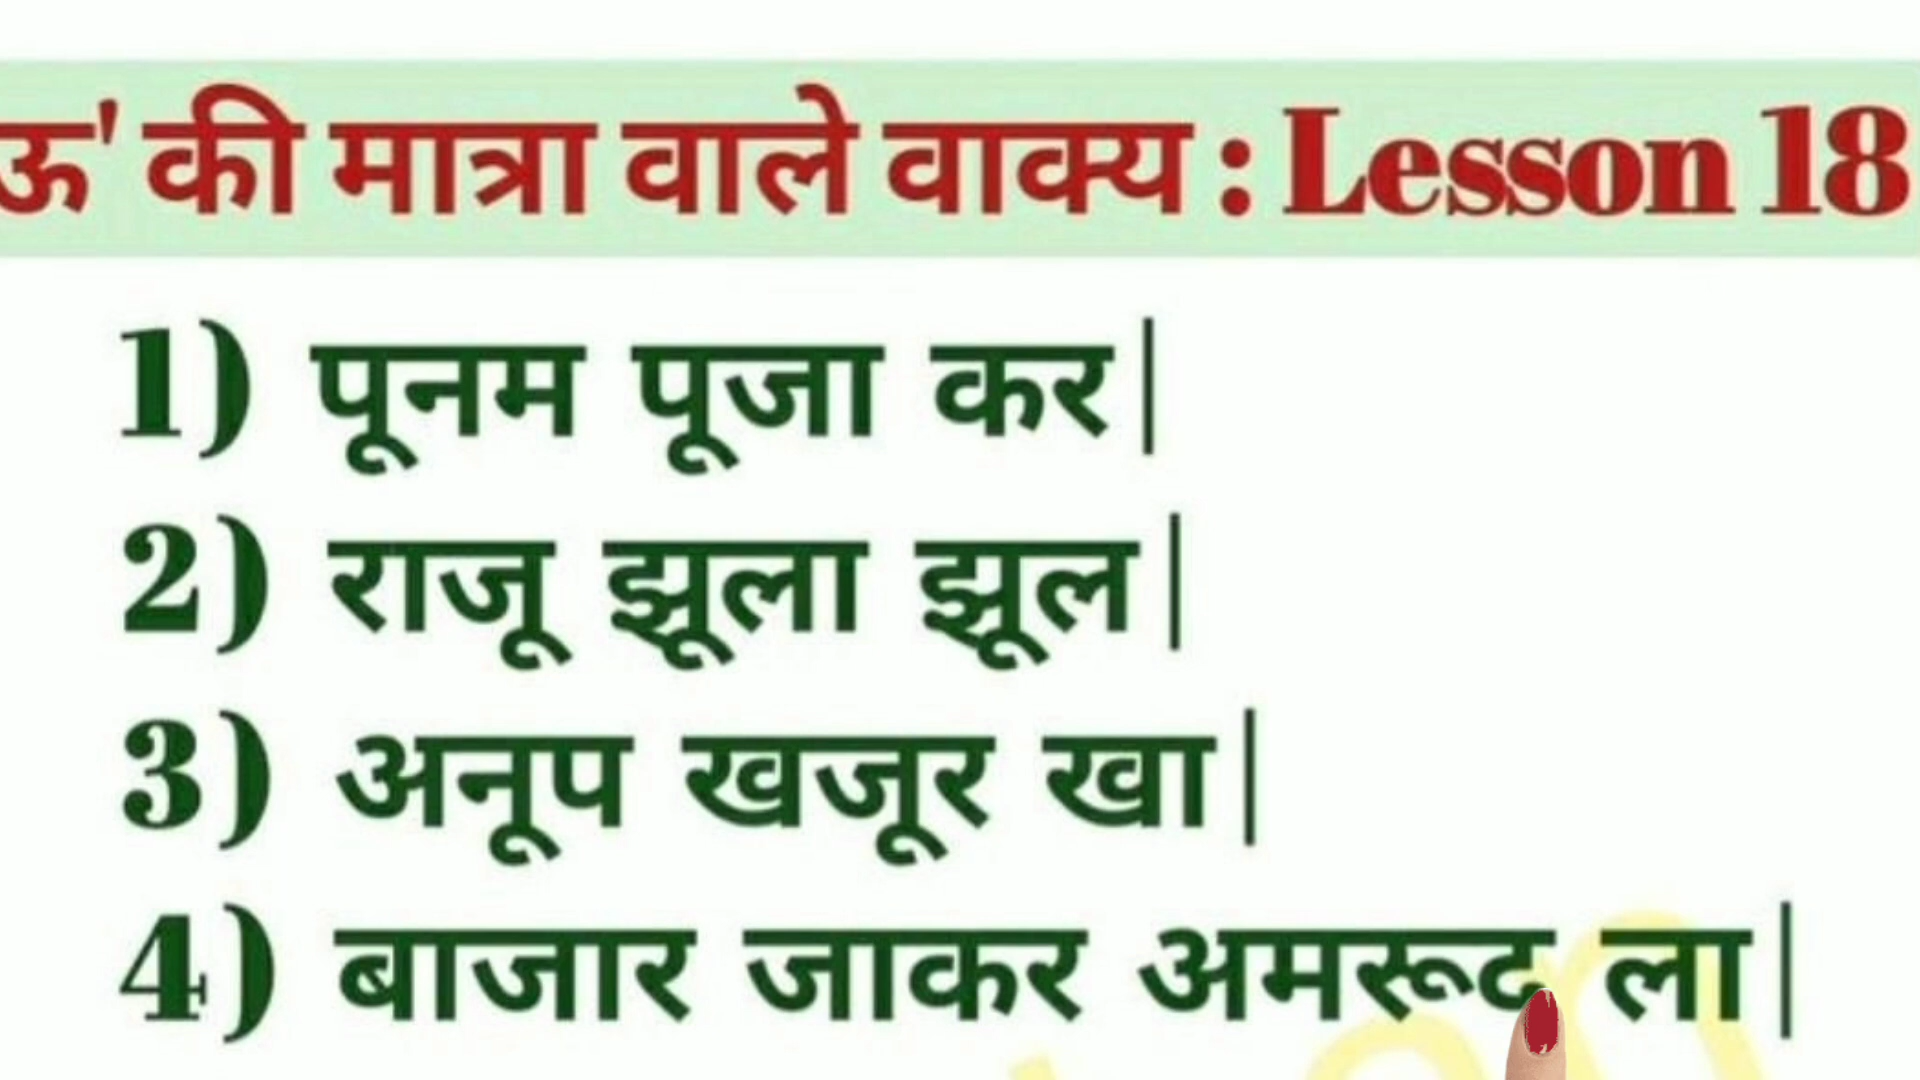 ऊ' की मात्रा वाले वाक्य : Lesson 18
1) पूनम पूजा कर|
2) राजू झूला झूल|
3) अनूप खजूर खा|
4) बाजार जाकर अमरूद ला|